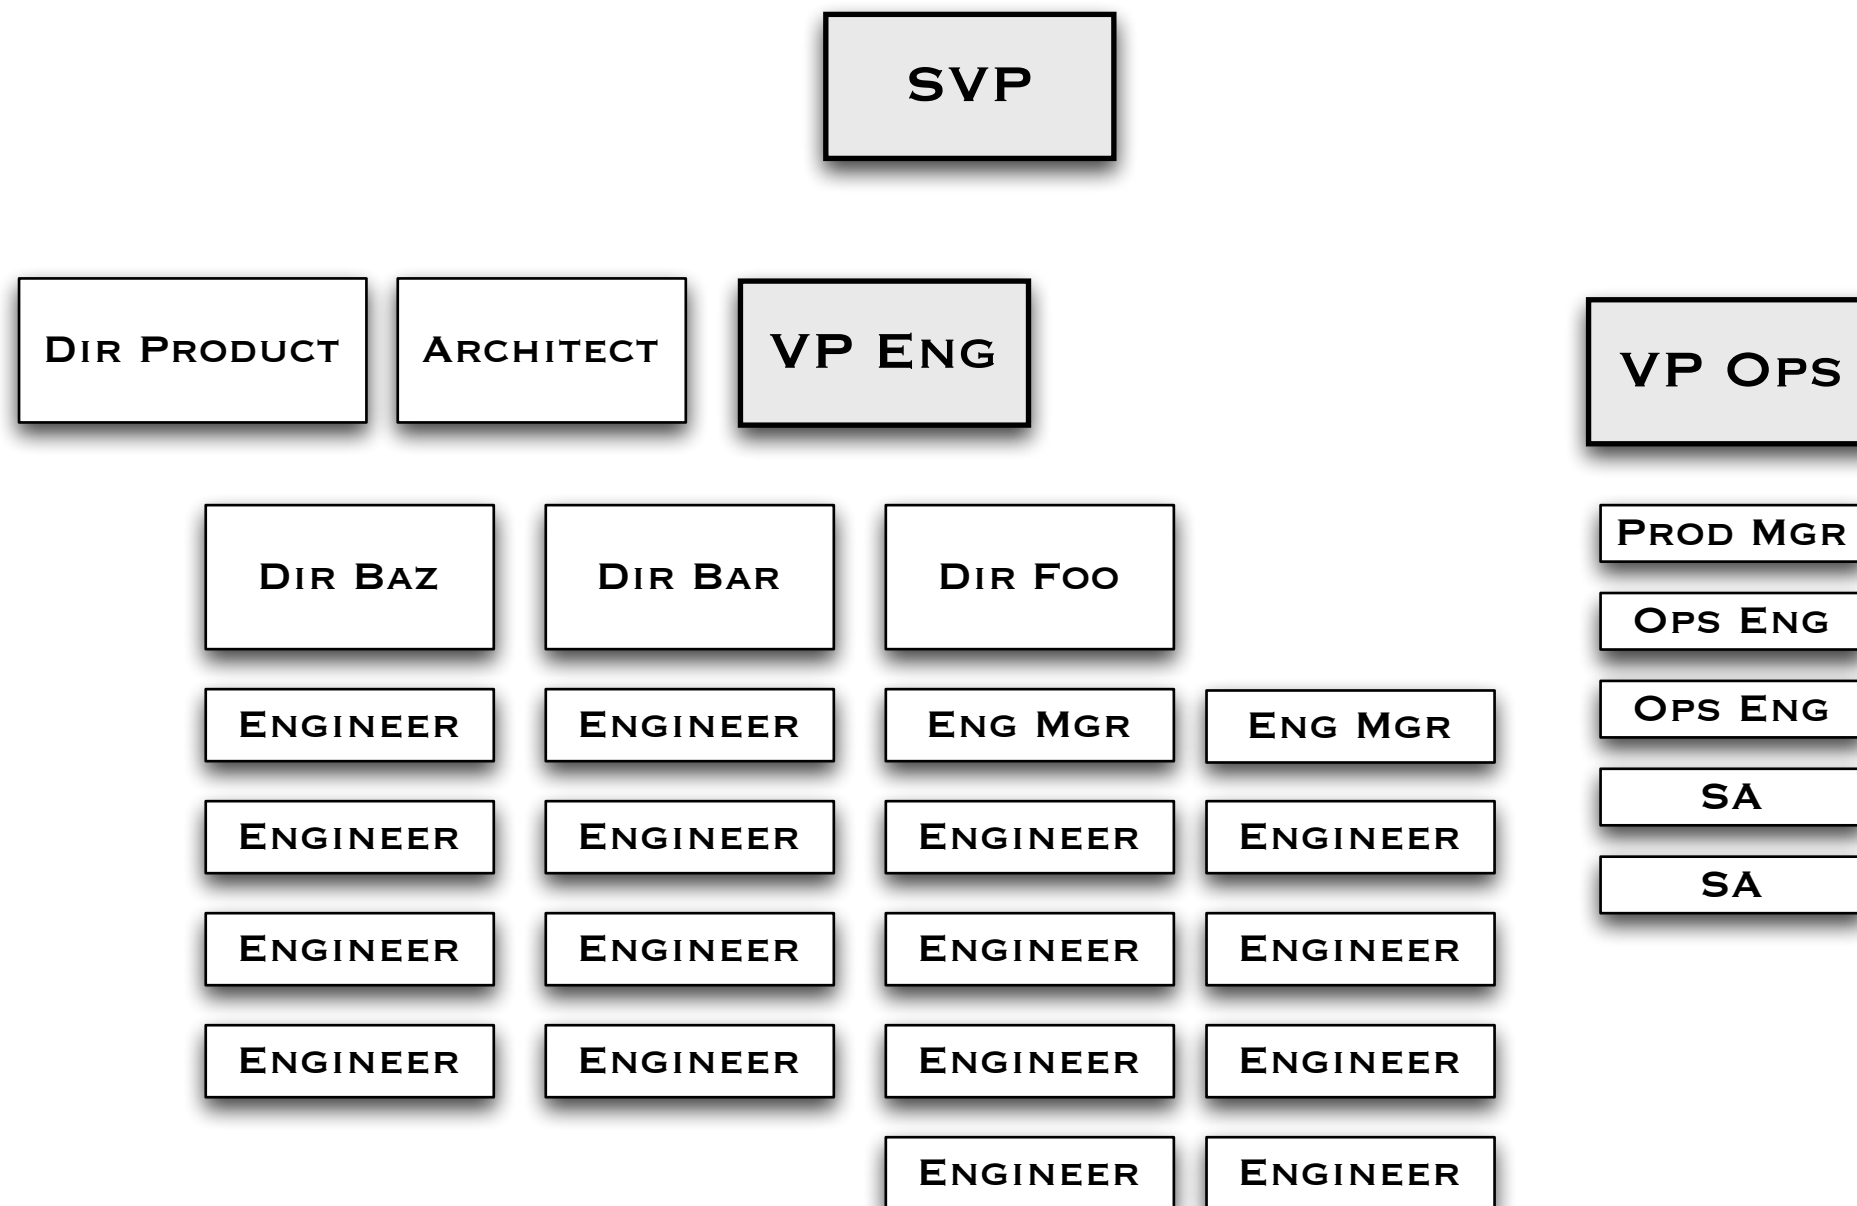 SVP
Dir Product
Architect
VP Eng
VP Ops
Dir Baz
Dir Bar
Dir Foo
Prod Mgr
Ops Eng
Ops Eng
SA
SA
Engineer
Engineer
Eng Mgr
Eng Mgr
Engineer
Engineer
Engineer
Engineer
Engineer
Engineer
Engineer
Engineer
Engineer
Engineer
Engineer
Engineer
Engineer
Engineer